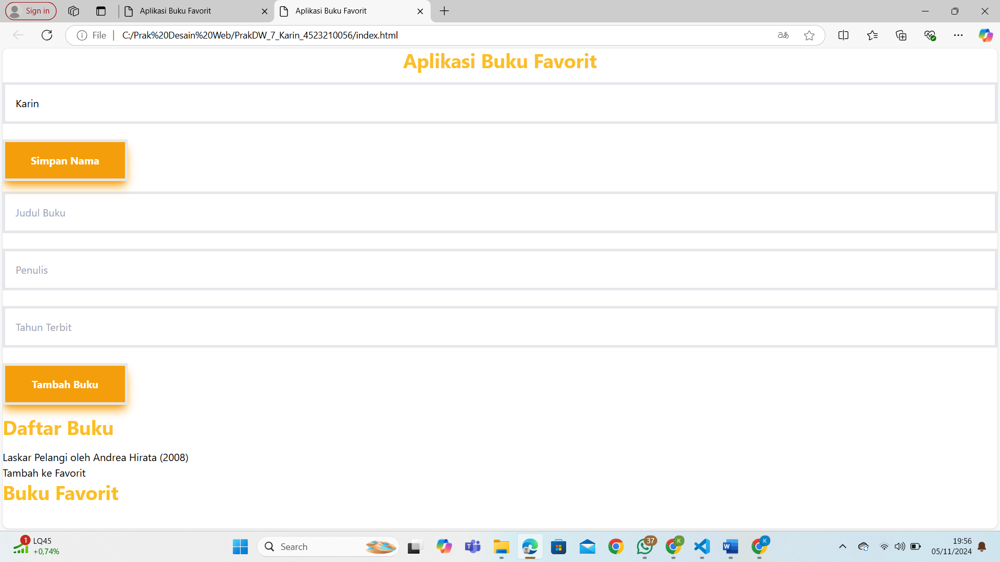 Sign in
Aplikasi Buku Favorit
Aplikasi Buku Favorit
File
C:/Prak%20Desain%20Web/PrakDW_7_Karin_4523210056/index.html
aあ
Aplikasi Buku Favorit
Karin
Simpan Nama
Judul Buku
Penulis
Tahun Terbit
Tambah Buku
Daftar Buku
Laskar Pelangi oleh Andrea Hirata (2008)
Tambah ke Favorit
Buku Favorit
1
LQ45
+0,74%
Search
37
K
K
19:56
05/11/2024